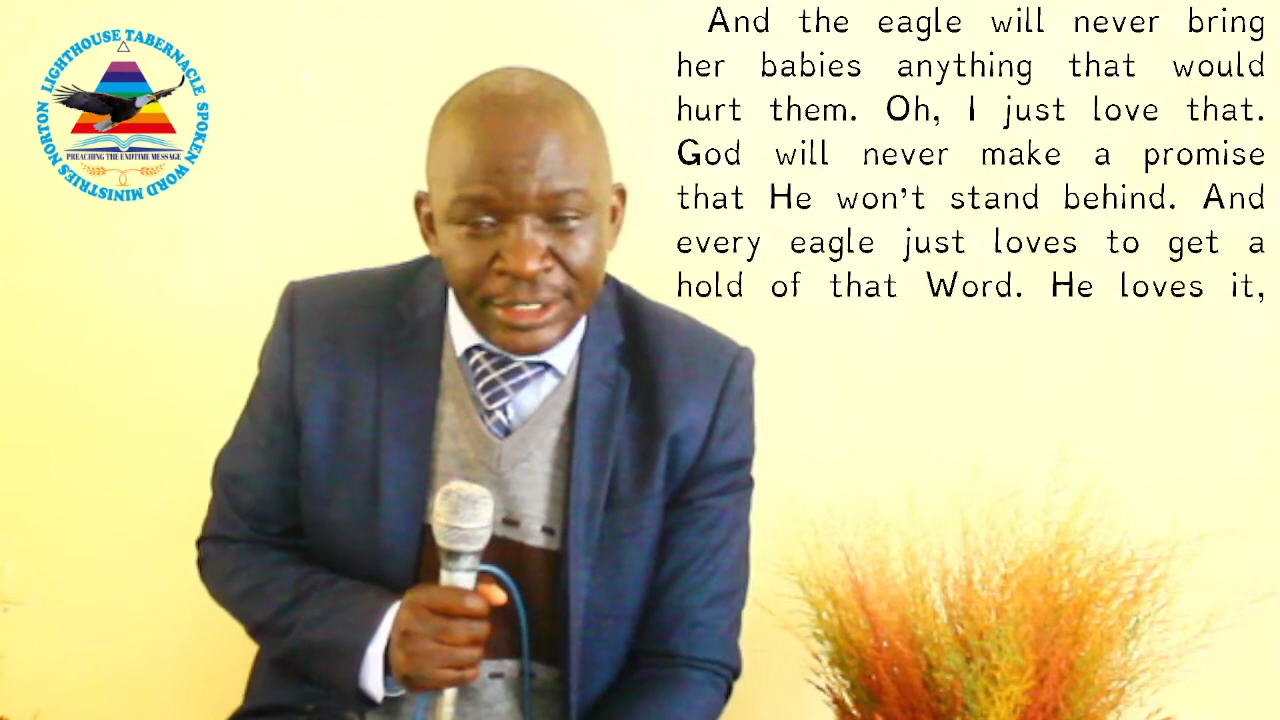 LIGHTHOUSE TABERNACLE SPOKEN WORD MINISTRIES NORTON
PREACHING THE ENDTIME MESSAGE
And the eagle will never bring
her babies anything that would
hurt them. Oh, I just love that.
God will never make a promise
that He won't stand behind. And
every eagle just loves to get a
hold of that Word. He loves it,